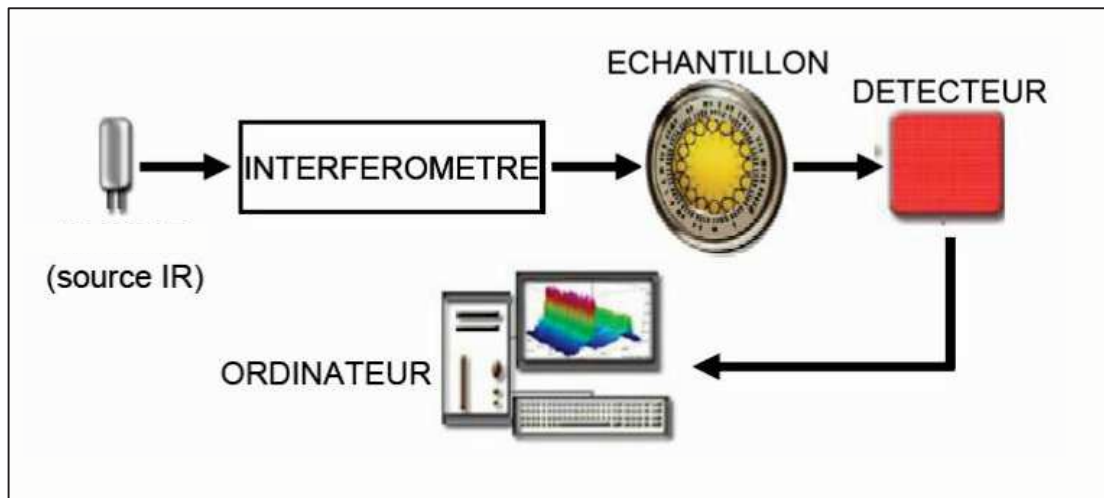 ECHANTILLON
DETECTEUR
INTERFEROMETRE
(source IR)
ORDINATEUR